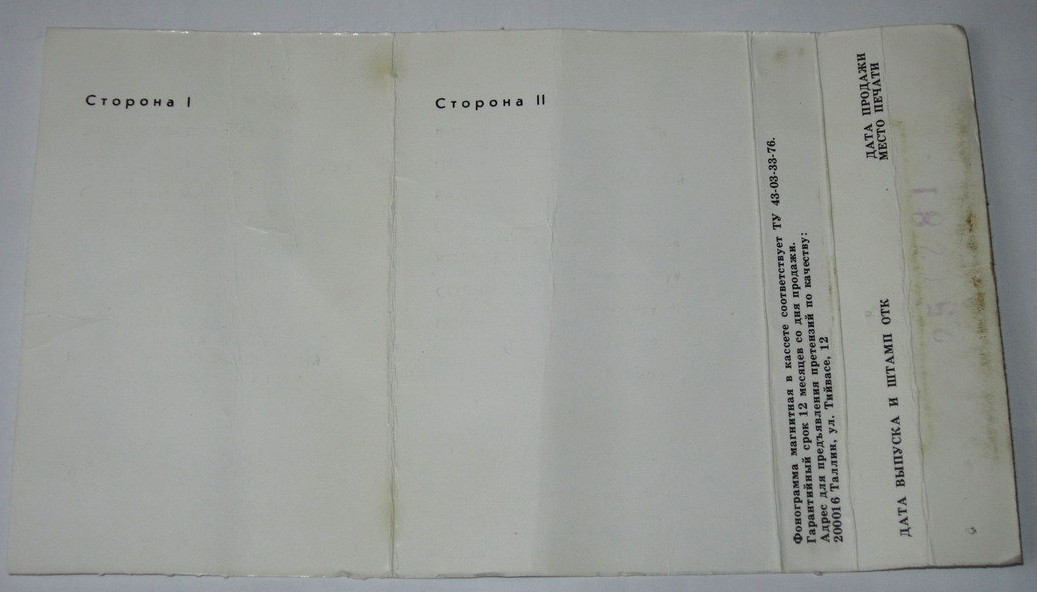 Сторона I
Сторона II
Фонограмма магнитная в кассете соответствует ТУ 43-03-33-76.
Гарантийный срок 12 месяцев со дня продажи.
Адрес для предъявления претензий по качеству:
200016 Таллин, ул. Тийвасе, 12
ДАТА ВЫПУСКА И ШТАМП ОТК
ДАТА ПРОДАЖИ
МЕСТО ПЕЧАТИ